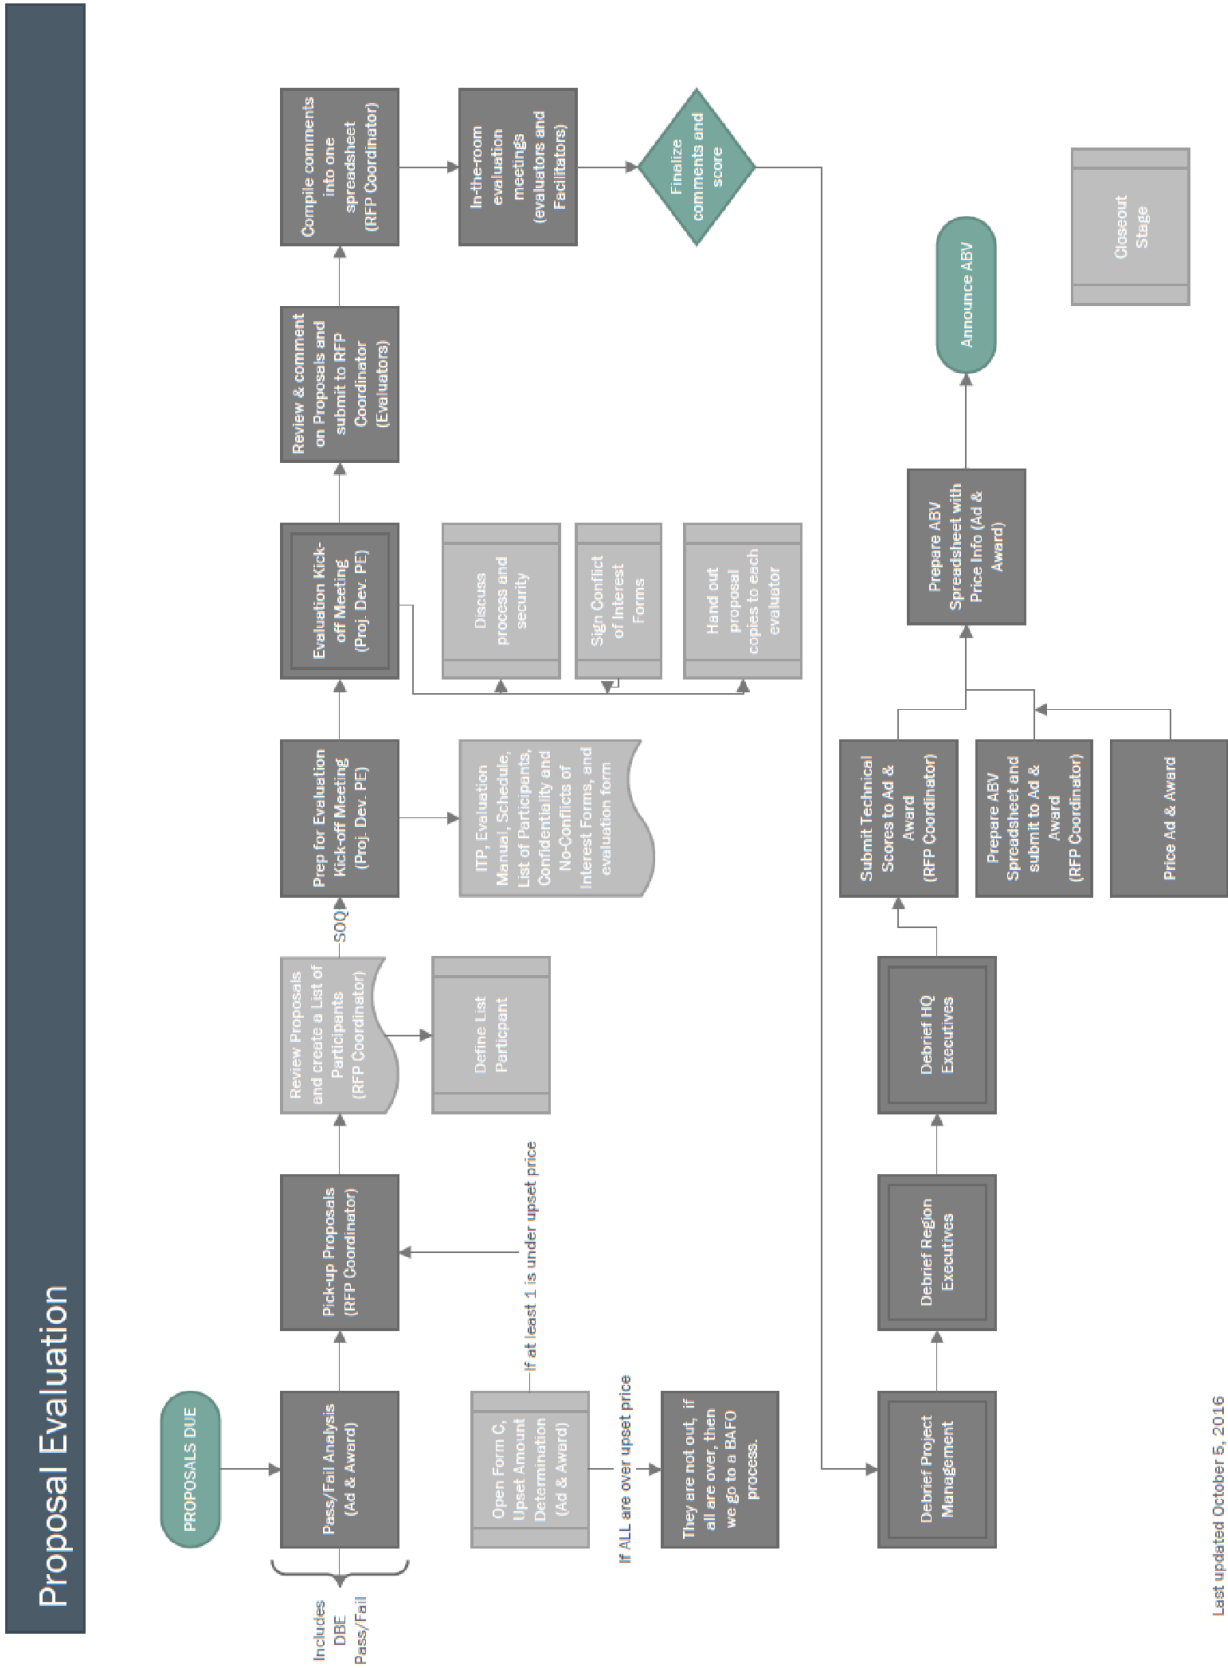 Proposal Evaluation
PROPOSALS DUE
Includes
DBE
Pass/Fail
Pass/Fail Analysis
(Ad & Award)
Pick-up Proposals
(RFP Coordinator)
Review Proposals
and create a List of
Participants
(RFP Coordinator)
SOQ
Prep for Evaluation
Kick-off Meeting
(Proj. Dev. PE)
Evaluation Kick-
off Meeting
(Proj. Dev. PE)
Review & comment
on Proposals and
submit to RFP
Coordinator
(Evaluators)
Compile comments
into one
spreadsheet
(RFP Coordinator)
Open Form C,
Upset Amount
Determination
(Ad & Award)
If at least 1 is under upset price
Define List
Particpant
ITP, Evaluation
Manual, Schedule,
List of Participants,
Confidentiality and
No-Conflicts of
Interest Forms, and
evaluation form
Discuss
process and
security
Sign Conflict
of Interest
Forms
Hand out
proposal
copies to each
evaluator
In-the-room
evaluation
meetings
(evaluators and
Facilitators)
Finalize
comments and
score
If ALL are over upset price
They are not out, if
all are over, then
we go to a BAFO
process.
Debrief Project
Management
Debrief Region
Executives
Debrief HQ
Executives
Submit Technical
Scores to Ad &
Award
(RFP Coordinator)
Prepare ABV
Spreadsheet and
submit to Ad &
Award
(RFP Coordinator)
Price Ad & Award
Prepare ABV
Spreadsheet with
Price Info (Ad &
Award)
Announce ABV
Closeout
Stage
Last updated October 5, 2016